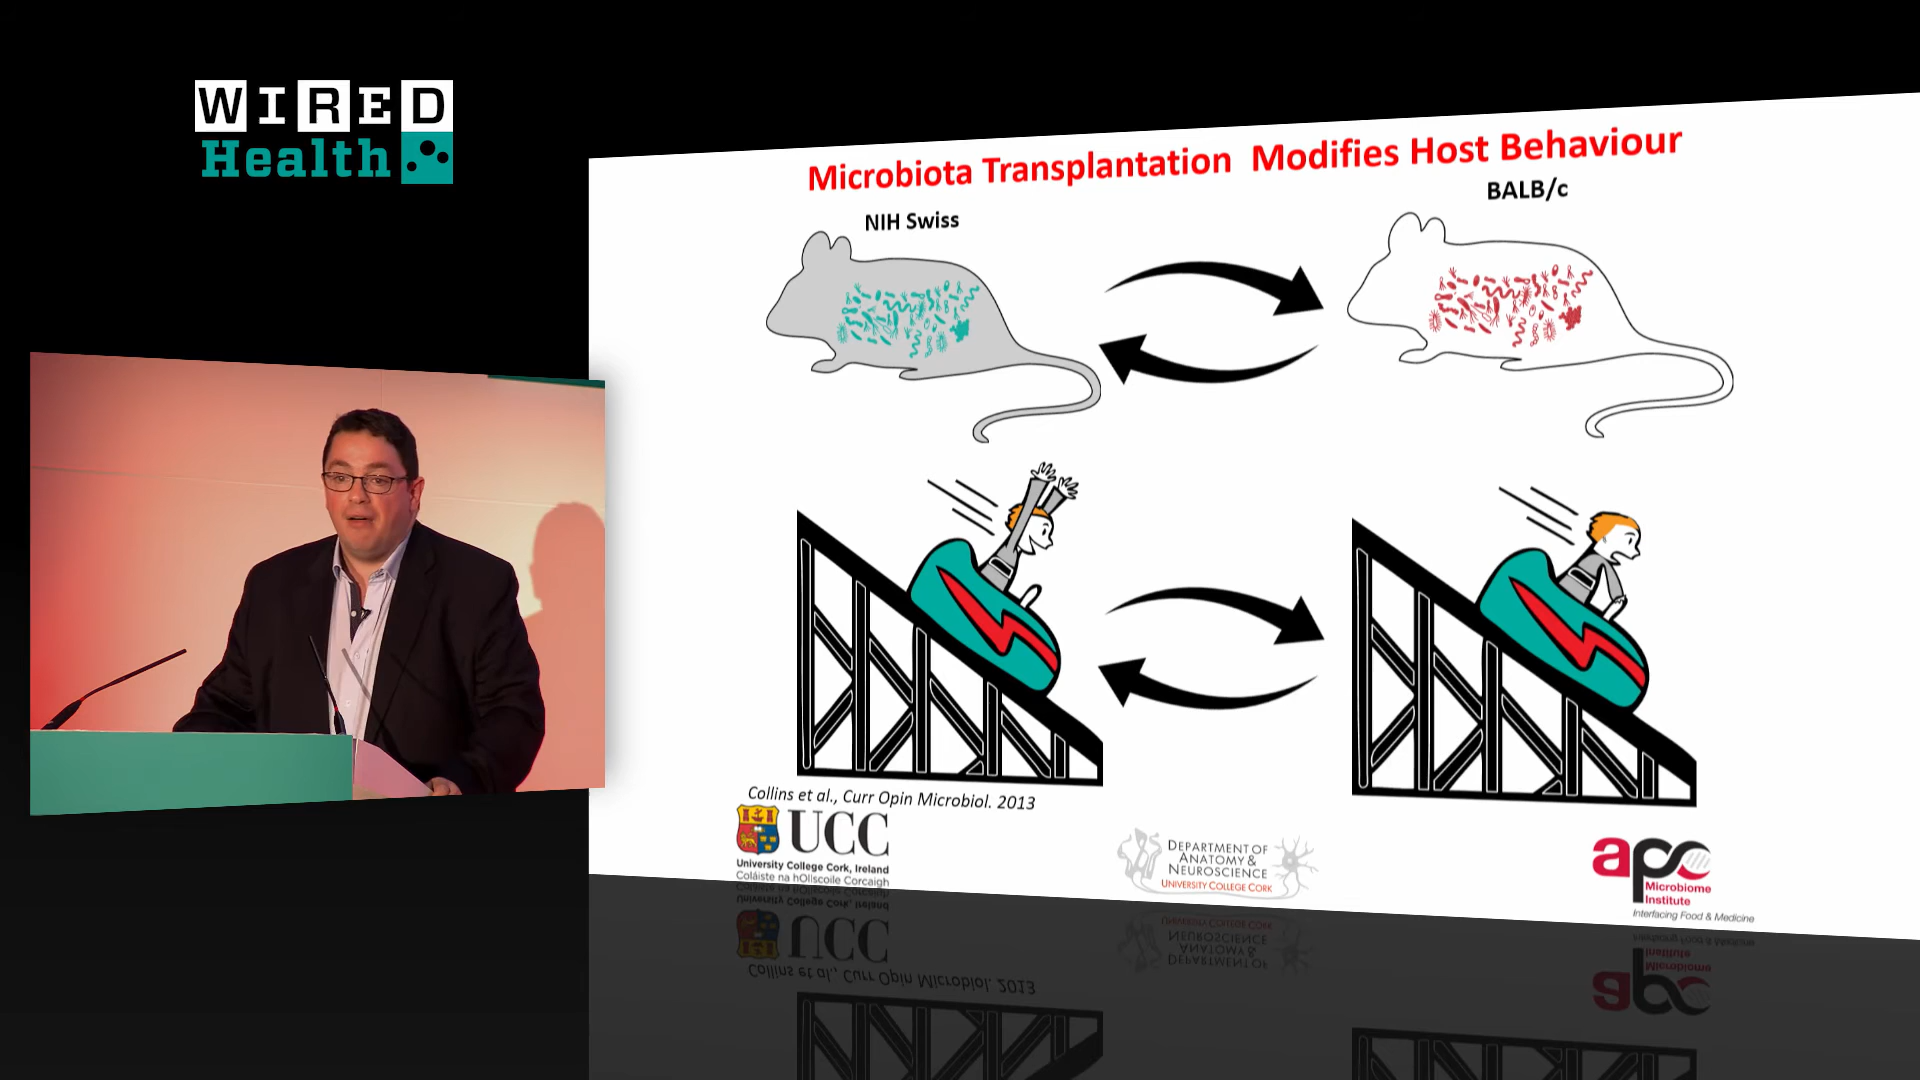 WIRED
Health
Microbiota Transplantation Modifies Host Behaviour
NIH Swiss
BALB/c
Collins et al., Curr Opin Microbiol. 2013
UCC
University College Cork, Ireland
Coláiste na hOllscoile Corcaigh
DEPARTMENT OF
ANATOMY &
NEUROSCIENCE
UNIVERSITY COLLEGE CORK
apc
Microbiome
Institute
Interfacing Food & Medicine